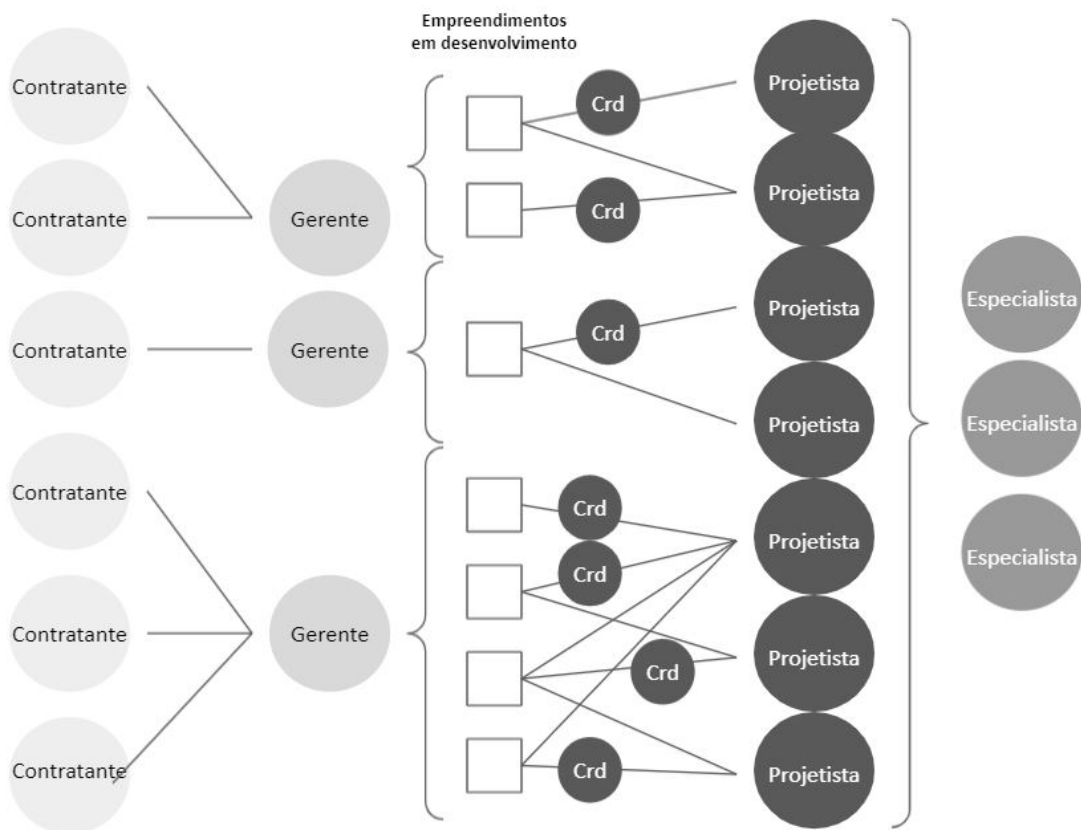 Empreendimentos
em desenvolvimento
Contratante
Contratante
Contratante
Contratante
Contratante
Contratante
Gerente
Gerente
Gerente
Crd
Crd
Crd
Crd
Crd
Crd
Crd
Projetista
Projetista
Projetista
Projetista
Projetista
Projetista
Projetista
Especialista
Especialista
Especialista